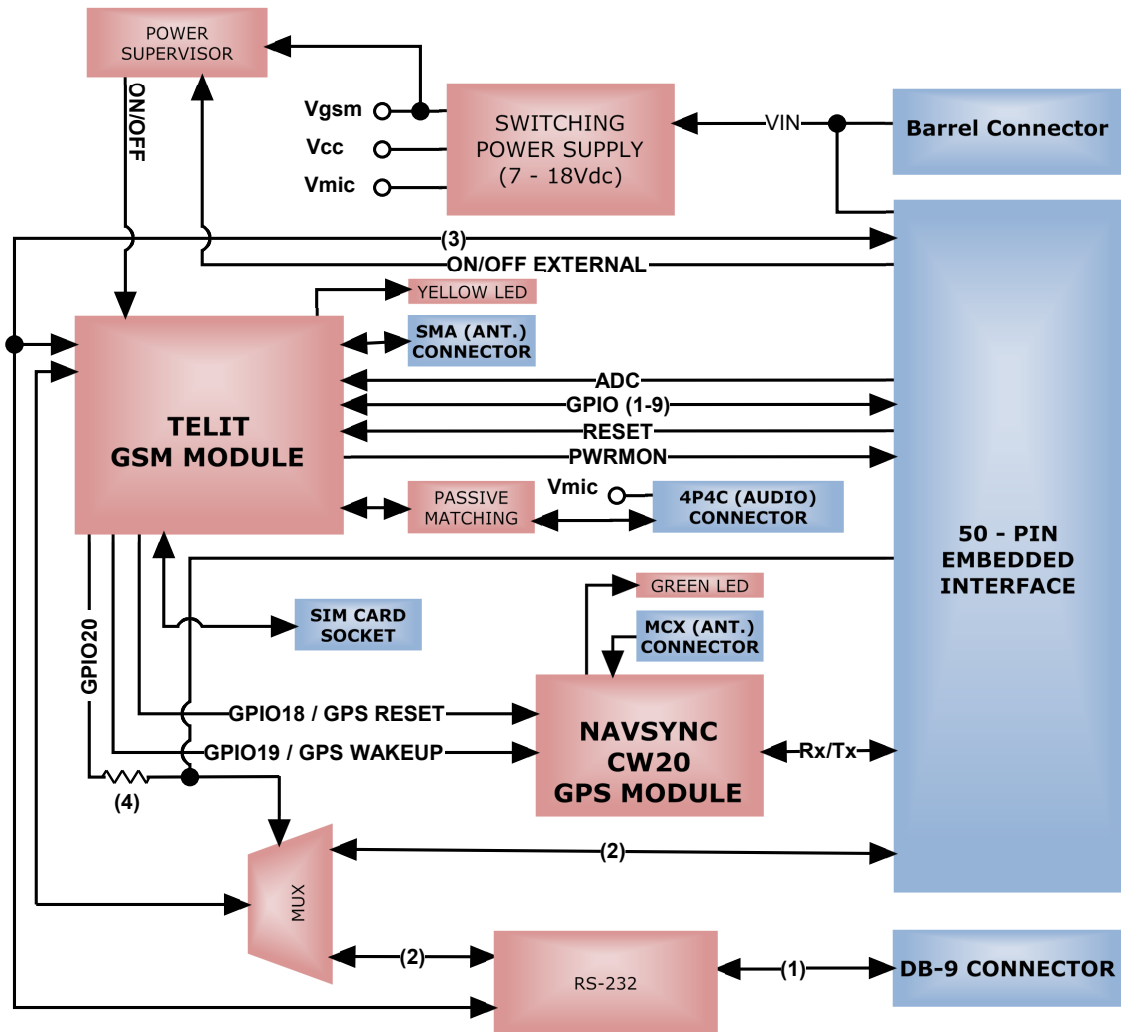 POWER
SUPERVISOR
ON/OFF
Vgsm
Vcc
Vmic
SWITCHING
POWER SUPPLY
(7 - 18Vdc)
VIN
Barrel Connector
(3)
ON/OFF EXTERNAL
YELLOW LED
SMA (ANT.)
CONNECTOR
TELIT
GSM MODULE
ADC
GPIO (1-9)
RESET
PWRMON
PASSIVE
MATCHING
Vmic
4P4C (AUDIO)
CONNECTOR
50 - PIN
EMBEDDED
INTERFACE
GREEN LED
SIM CARD
SOCKET
MCX (ANT.)
CONNECTOR
GPIO20
GPIO18 / GPS RESET
GPIO19 / GPS WAKEUP
NAVSYNC
CW20
GPS MODULE
Rx/Tx
(4)
MUX
(2)
(2)
RS-232
(1)
DB-9 CONNECTOR